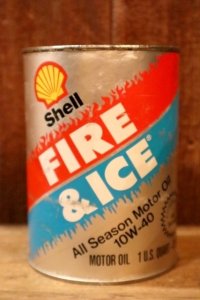 Shell
FIRE
& ICE®
All Season Motor Oil
10W-40
MOTOR OIL 1 U.S. QUART